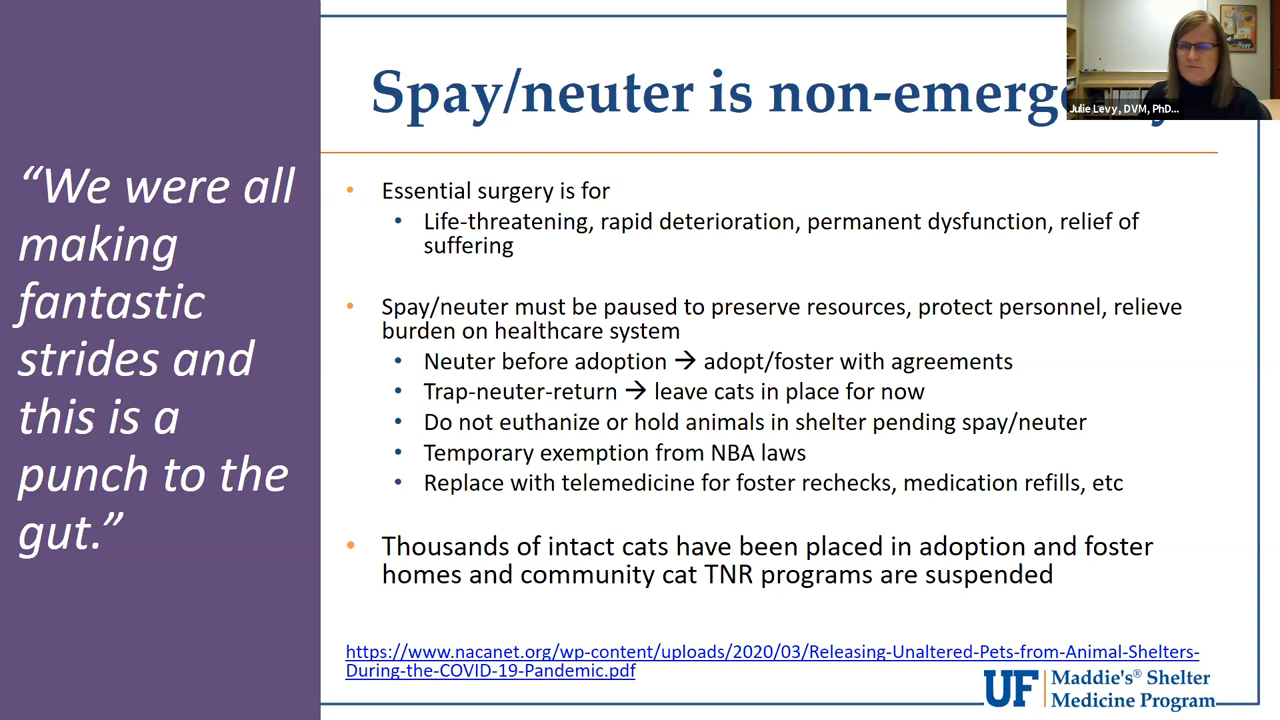 Spay/neuter is non-emerge
Julie Levy, DVM, PhD...
“We were all
making
fantastic
strides and
this is a
punch to the
gut.”
• Essential surgery is for
• Life-threatening, rapid deterioration, permanent dysfunction, relief of
suffering
• Spay/neuter must be paused to preserve resources, protect personnel, relieve
burden on healthcare system
• Neuter before adoption → adopt/foster with agreements
• Trap-neuter-return → leave cats in place for now
• Do not euthanize or hold animals in shelter pending spay/neuter
• Temporary exemption from NBA laws
• Replace with telemedicine for foster rechecks, medication refills, etc
• Thousands of intact cats have been placed in adoption and foster
homes and community cat TNR programs are suspended
https://www.nacanet.org/wp-content/uploads/2020/03/Releasing-Unaltered-Pets-from-Animal-Shelters-
During-the-COVID-19-Pandemic.pdf
UF Maddie's® Shelter
Medicine Program